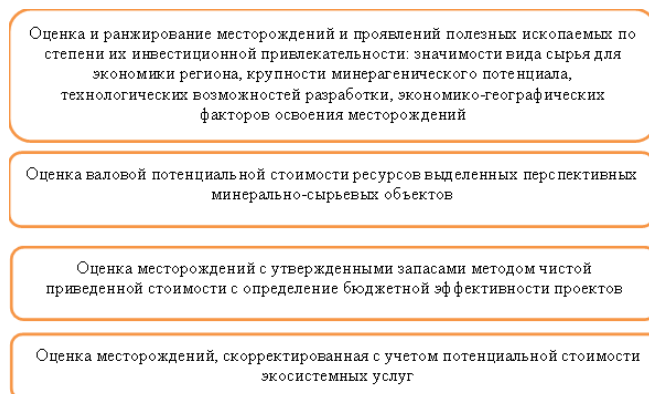 Оценка и ранжирование месторождений и проявлений полезных ископаемых по
степени их инвестиционной привлекательности: значимости вида сырья для
экономики региона, крупности минерагенического потенциала,
технологических возможностей разработки, экономико-географических
факторов освоения месторождений
Оценка валовой потенциальной стоимости ресурсов выделенных перспективных
минерально-сырьевых объектов
Оценка месторождений с утвержденными запасами методом чистой
приведенной стоимости с определение бюджетной эффективности проектов
Оценка месторождений, скорректированная с учетом потенциальной стоимости
экосистемных услуг